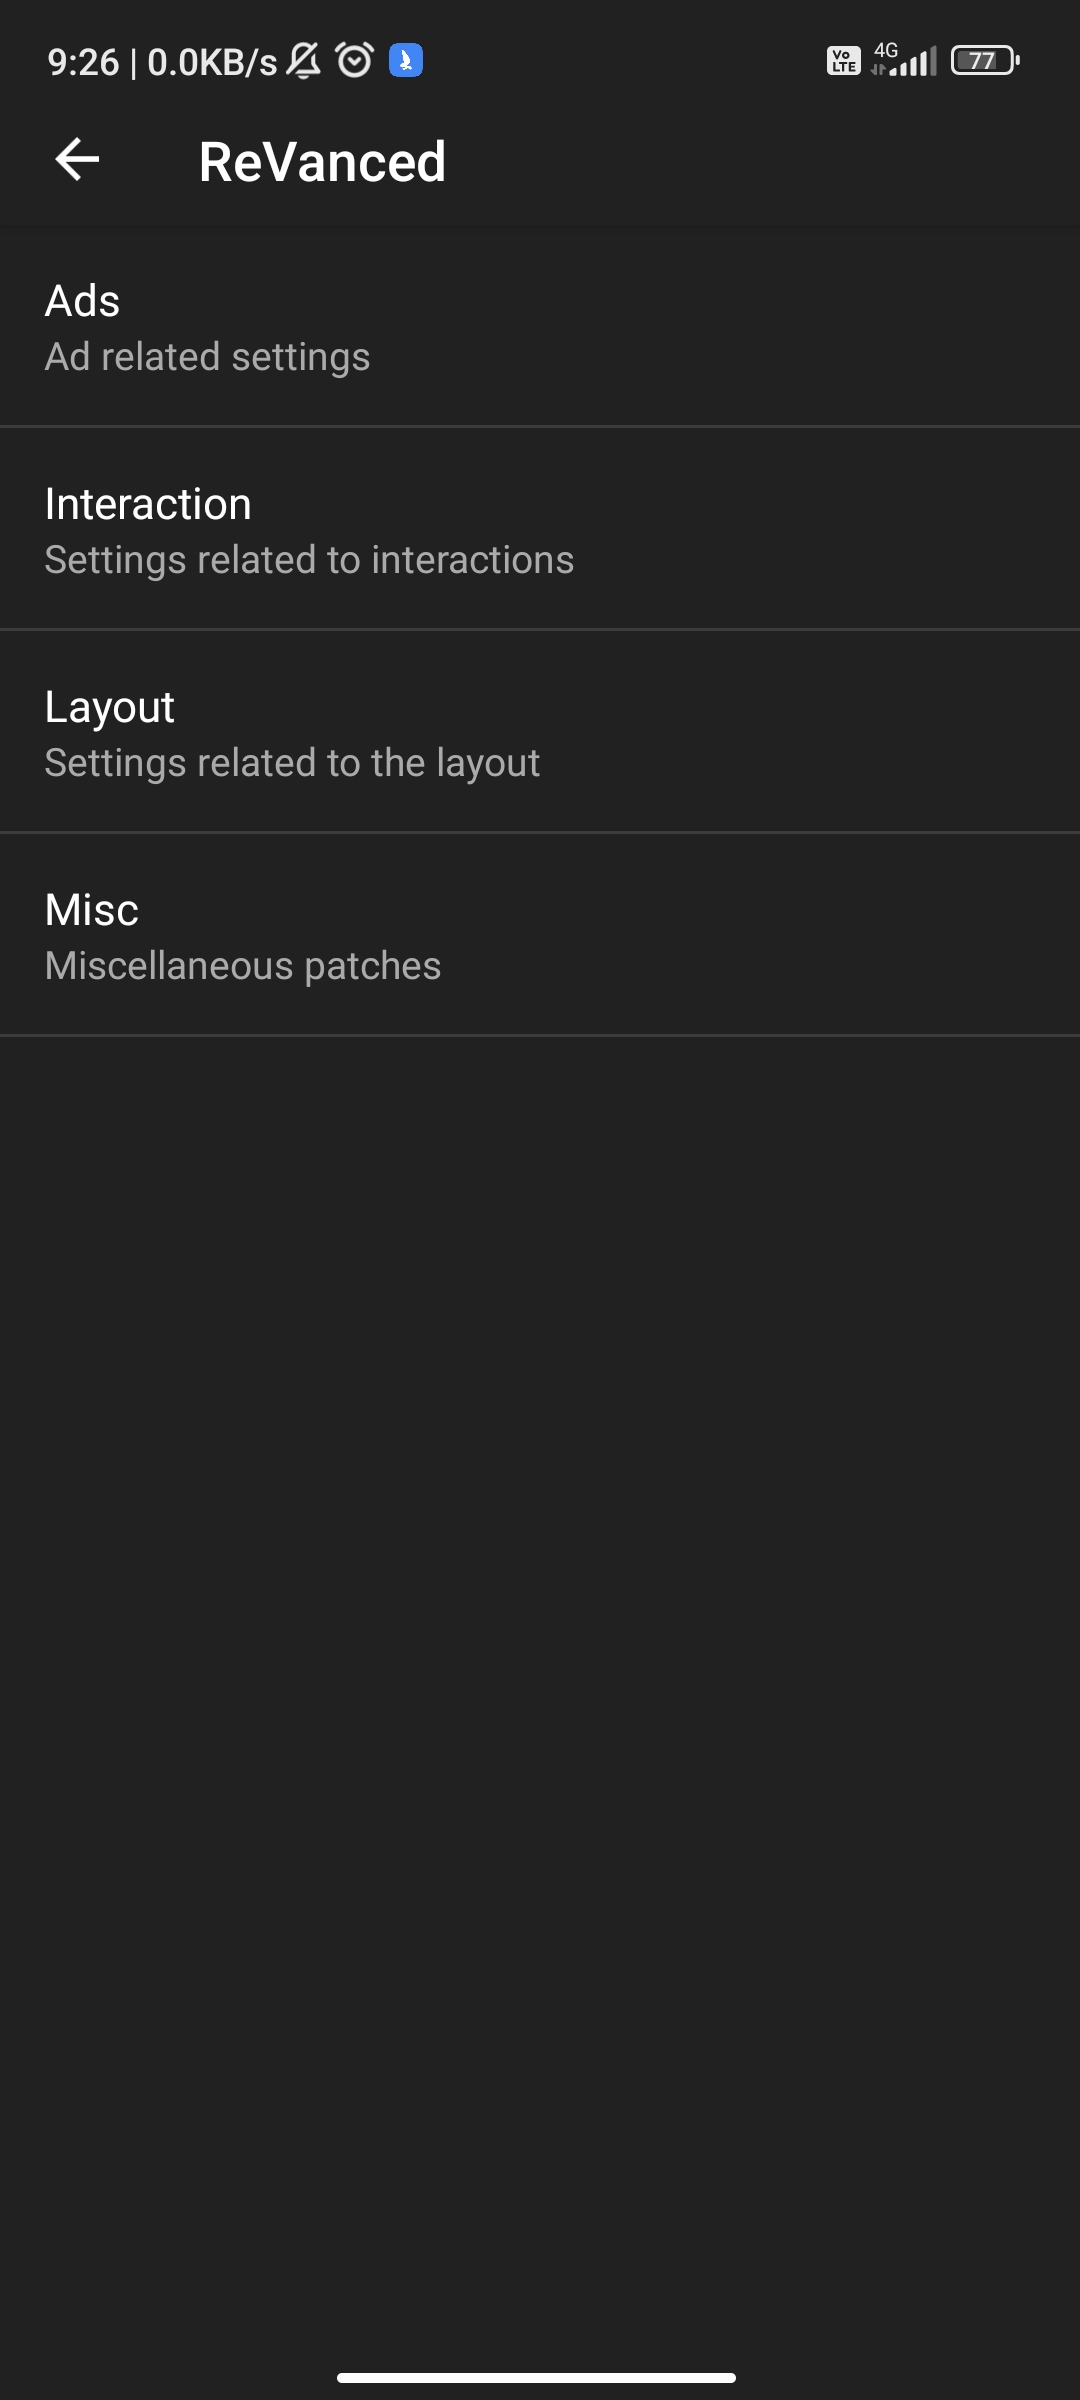 9:26 | 0.0KB/s
Vo LTE 4G 77
ReVanced
Ads
Ad related settings
Interaction
Settings related to interactions
Layout
Settings related to the layout
Misc
Miscellaneous patches